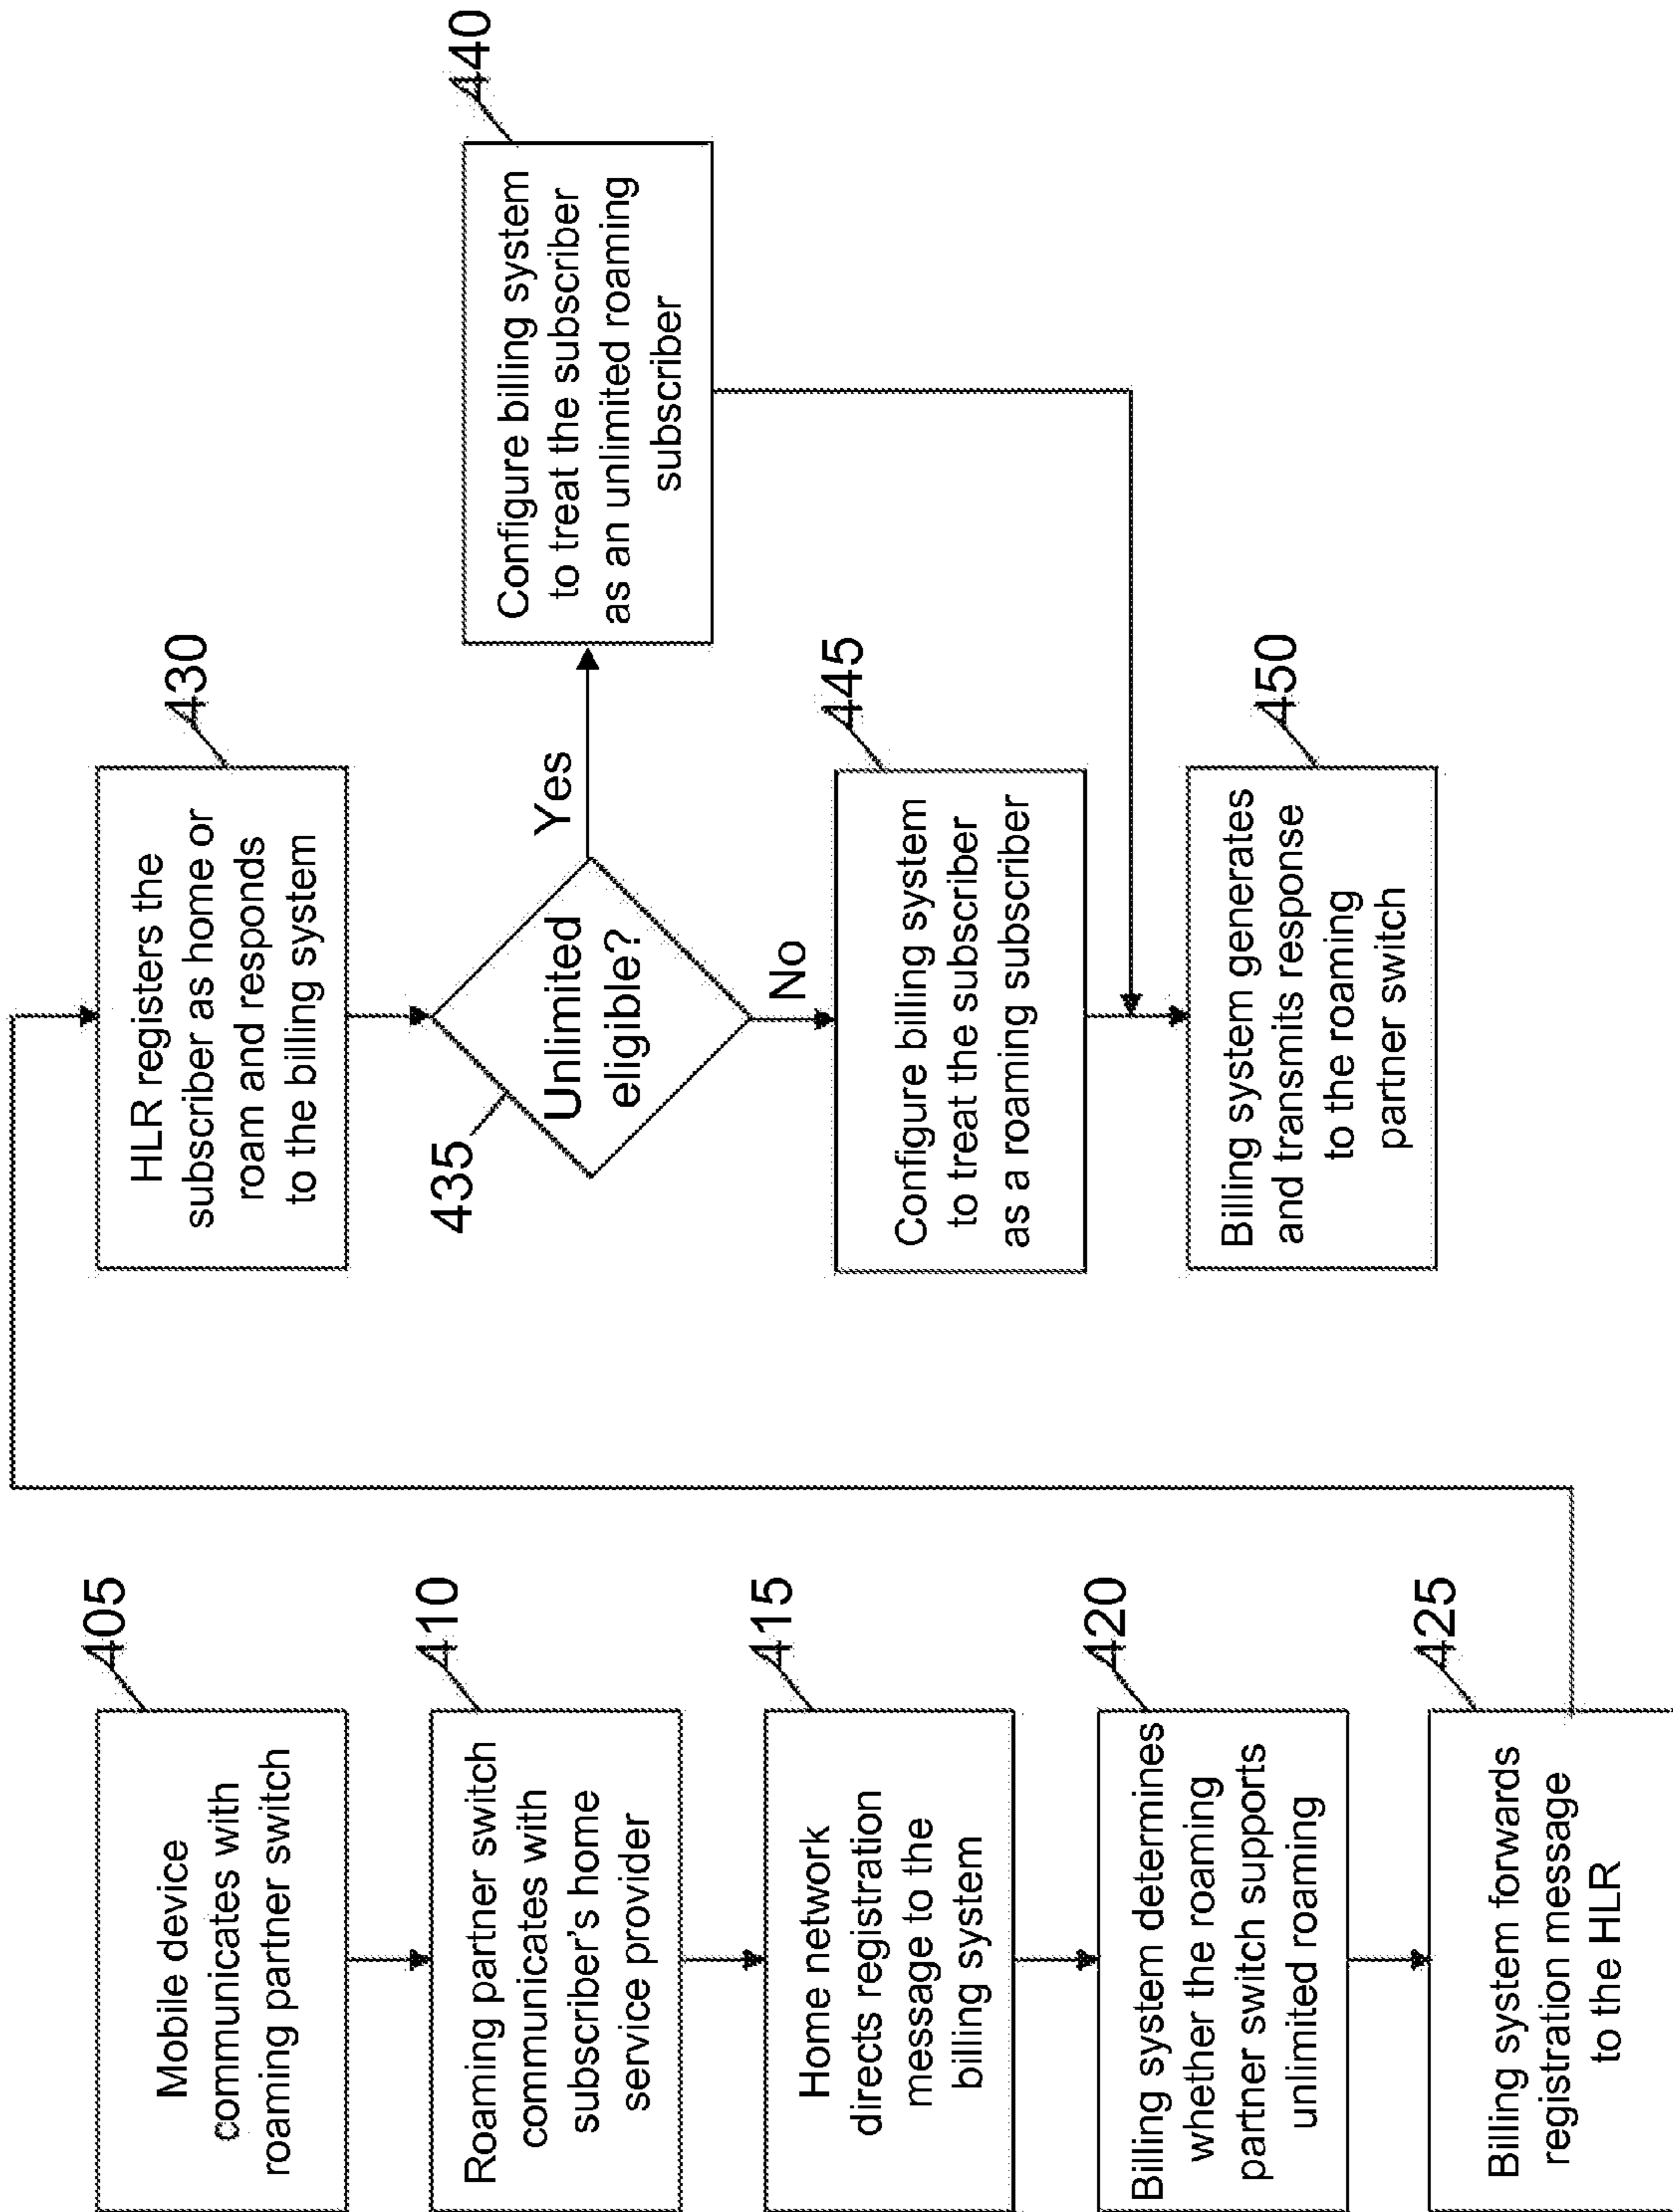 405
Mobile device
communicates with
roaming partner switch
410
Roaming partner switch
communicates with
subscriber's home
service provider
415
Home network
directs registration
message to the
billing system
420
Billing system determines
whether the roaming
partner switch supports
unlimited roaming
425
Billing system forwards
registration message
to the HLR
430
HLR registers the
subscriber as home or
roam and responds
to the billing system
435
Unlimited
eligible?
Yes
No
440
Configure billing system
to treat the subscriber
as an unlimited roaming
subscriber
445
Configure billing system
to treat the subscriber
as a roaming subscriber
450
Billing system generates
and transmits response
to the roaming
partner switch